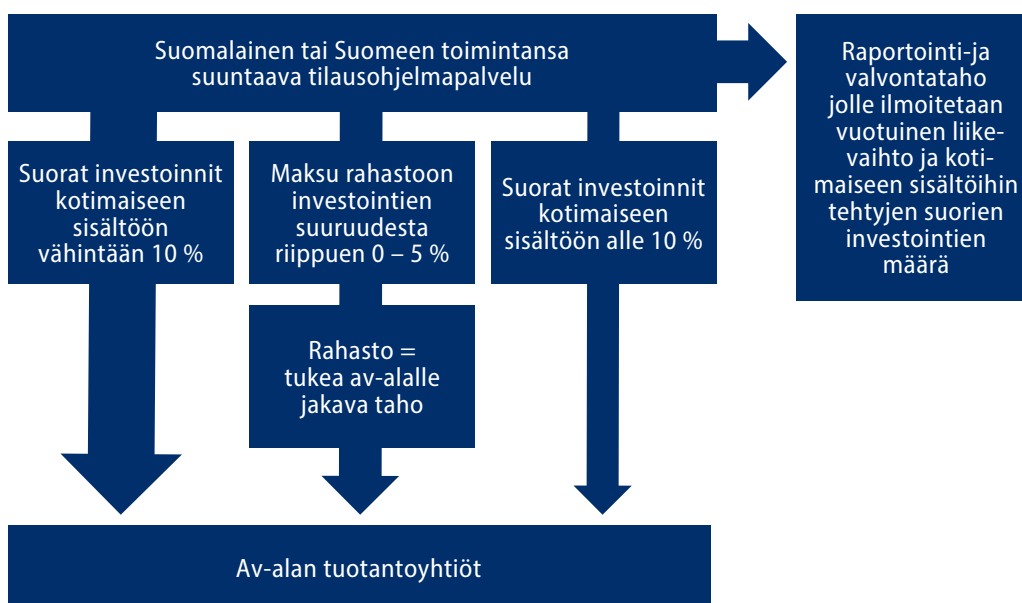 Suomalainen tai Suomeen toimintansa
suuntaava tilausohjelmapalvelu
Raportointi-ja
valvontataho
jolle ilmoitetaan
vuotuinen liike-
vaihto ja koti-
maiseen sisältöihin
tehtyjen suorien
investointien
määrä
Suorat investoinnit
kotimaiseen
sisältöön
vähintään 10 %
Maksu rahastoon
investointien
suuruudesta
riippuen 0 – 5 %
Suorat investoinnit
kotimaiseen
sisältöön alle 10 %
Rahasto =
tukea av-alalle
jakava taho
Av-alan tuotantoyhtiöt